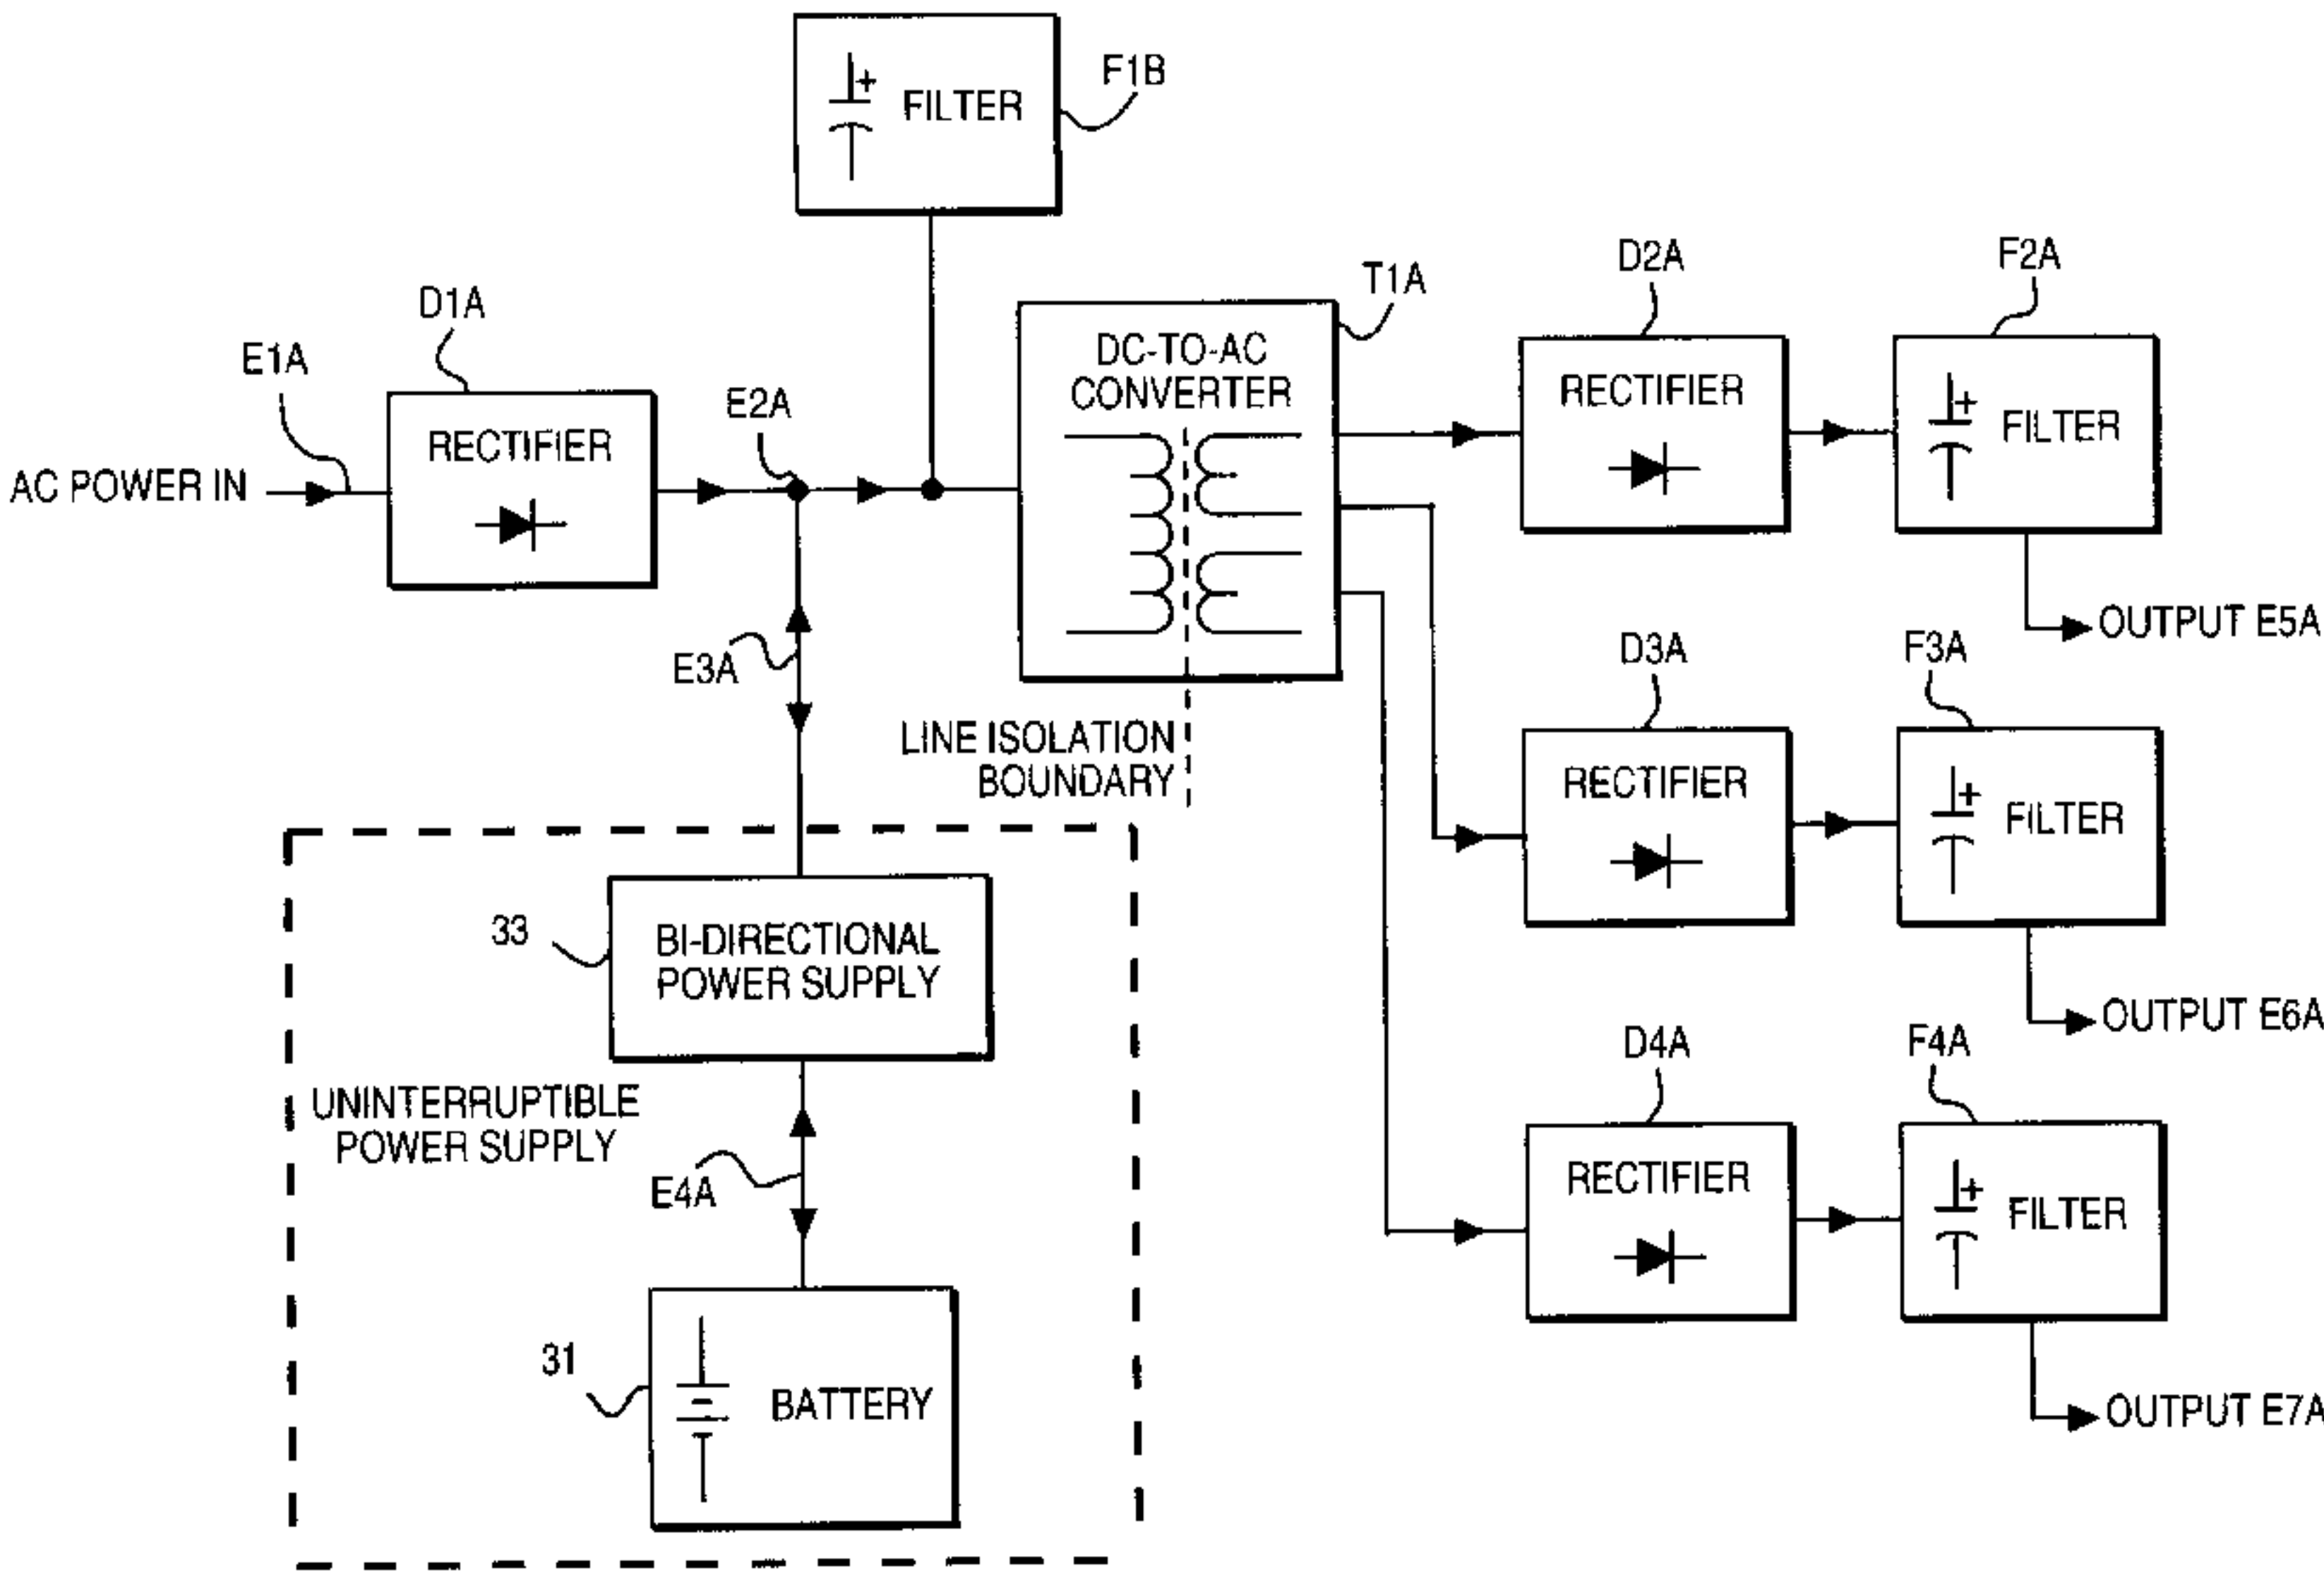 F1B
+
FILTER
T1A
D2A
F2A
D1A
E1A
E2A
DC-TO-AC
CONVERTER
RECTIFIER
+
FILTER
RECTIFIER
AC POWER IN
OUTPUT E5A
E3A
D3A
F3A
LINE ISOLATION
BOUNDARY
RECTIFIER
+
FILTER
33
BI-DIRECTIONAL
POWER SUPPLY
OUTPUT E6A
D4A
F4A
UNINTERRUPTIBLE
POWER SUPPLY
E4A
RECTIFIER
+
FILTER
31
BATTERY
OUTPUT E7A